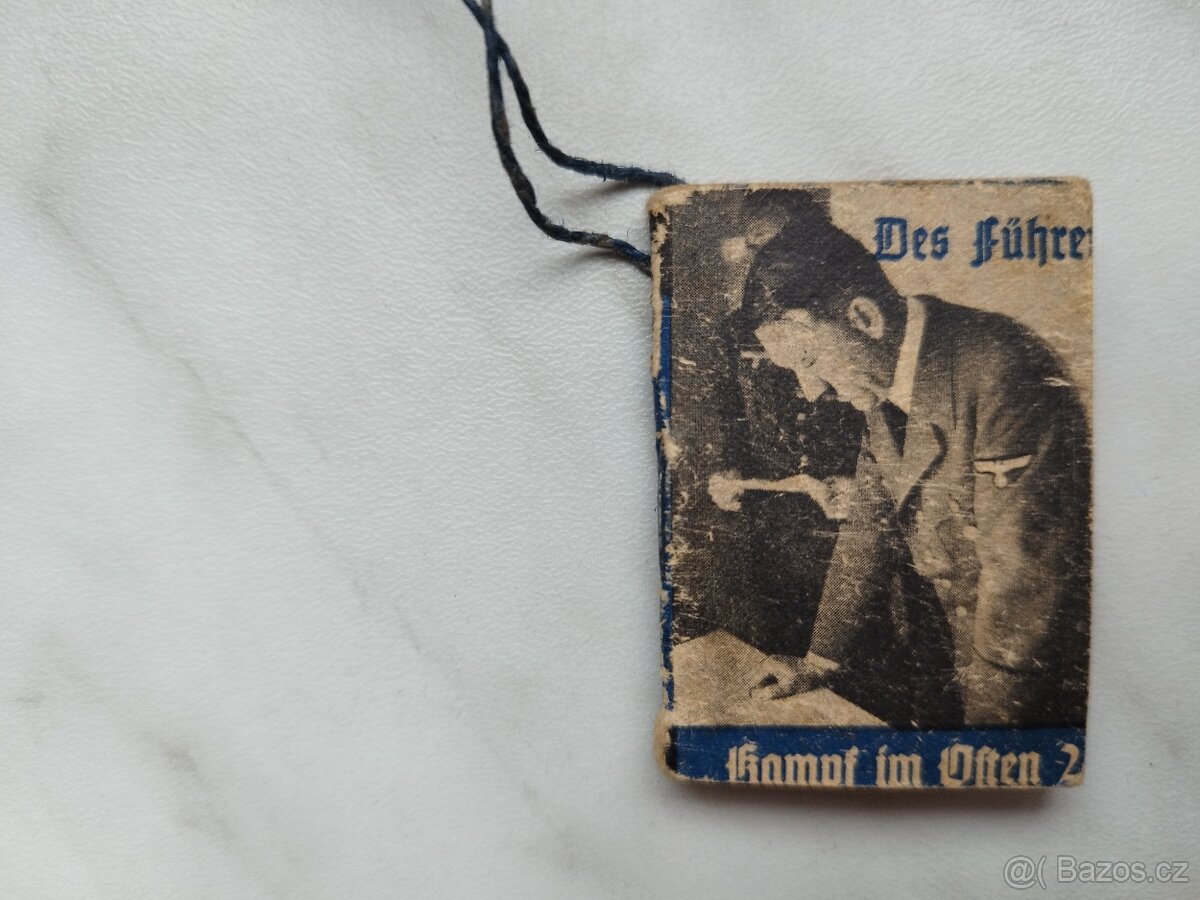 Des Führer
Kampf im Osten 2
@( Bazos.cz